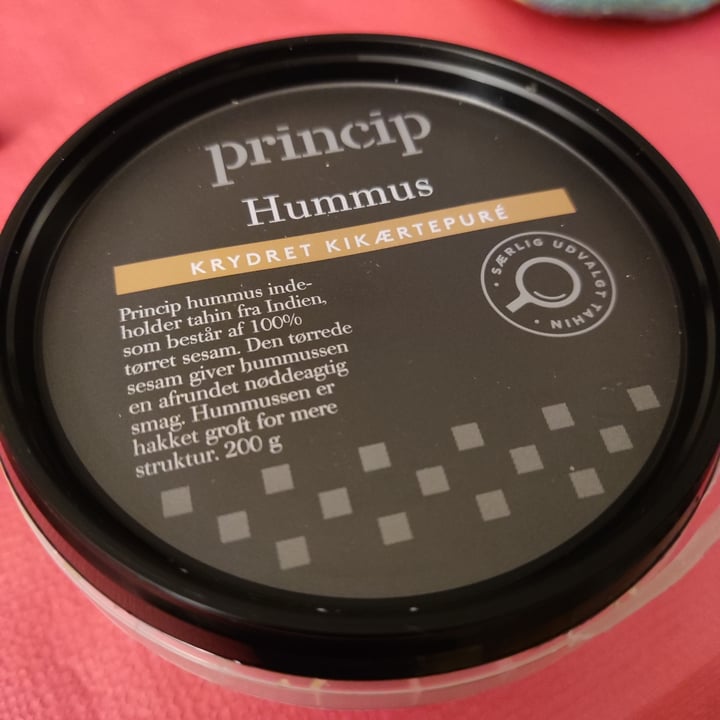 princip
Hummus
KRYDRET KIKÆRTEPURÉ
Princip hummus inde-
holder tahin fra Indien,
som består af 100%
tørret sesam. Den tørrede
sesam giver hummussen
en afrundet nøddeagtig
smag. Hummussen er
hakket groft for mere
struktur. 200 g
• SÆRLIG UDVALGT TAHIN •